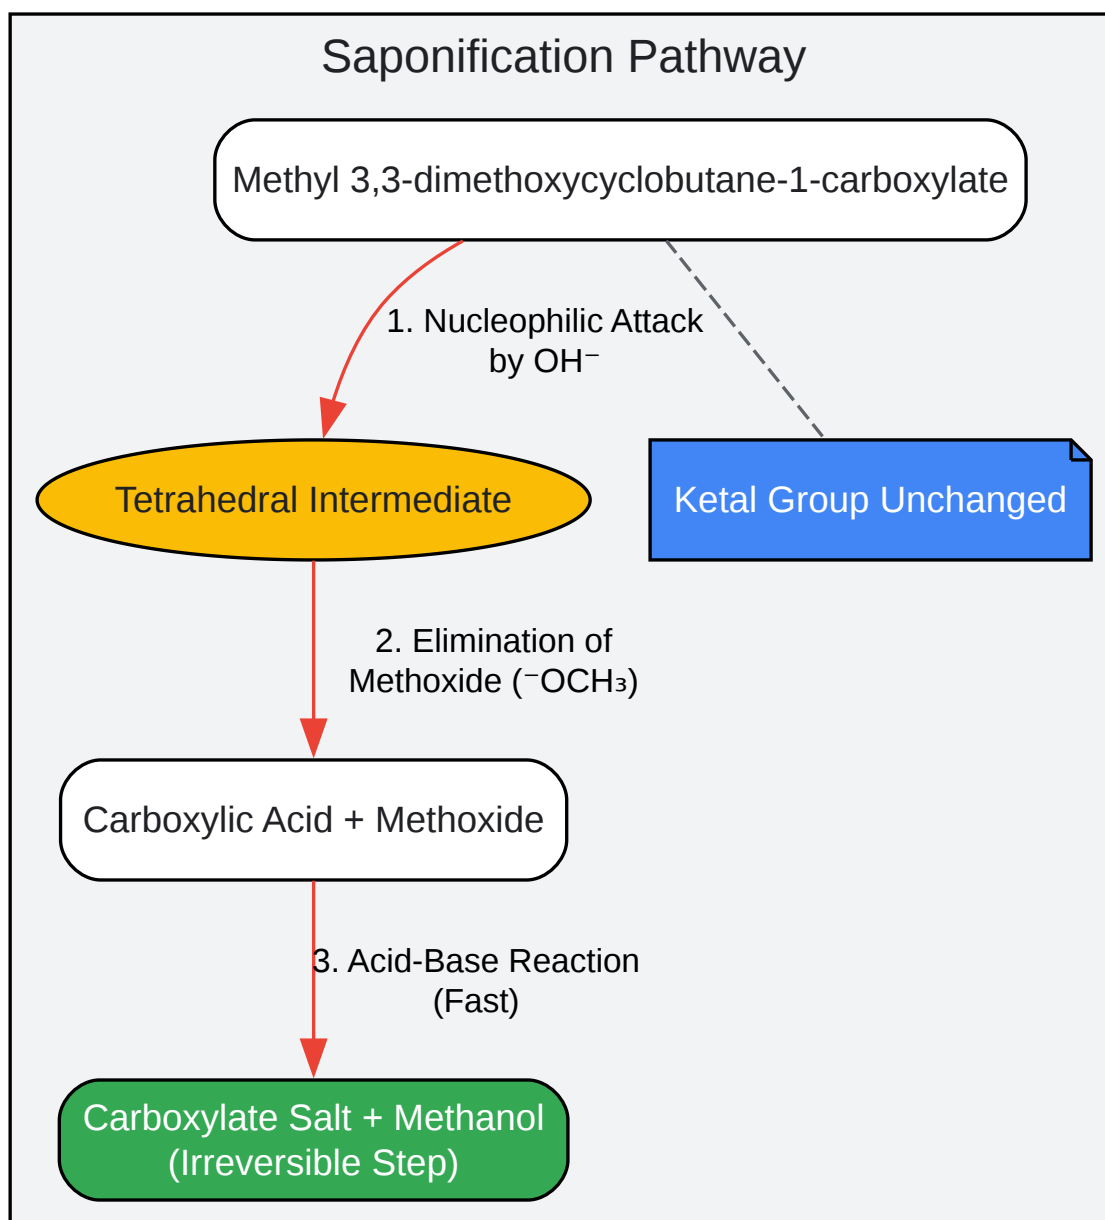 Saponification Pathway
Methyl 3,3-dimethoxycyclobutane-1-carboxylate
1. Nucleophilic Attack
by OH⁻
Tetrahedral Intermediate
Ketal Group Unchanged
2. Elimination of
Methoxide (⁻OCH₃)
Carboxylic Acid + Methoxide
3. Acid-Base Reaction
(Fast)
Carboxylate Salt + Methanol
(Irreversible Step)